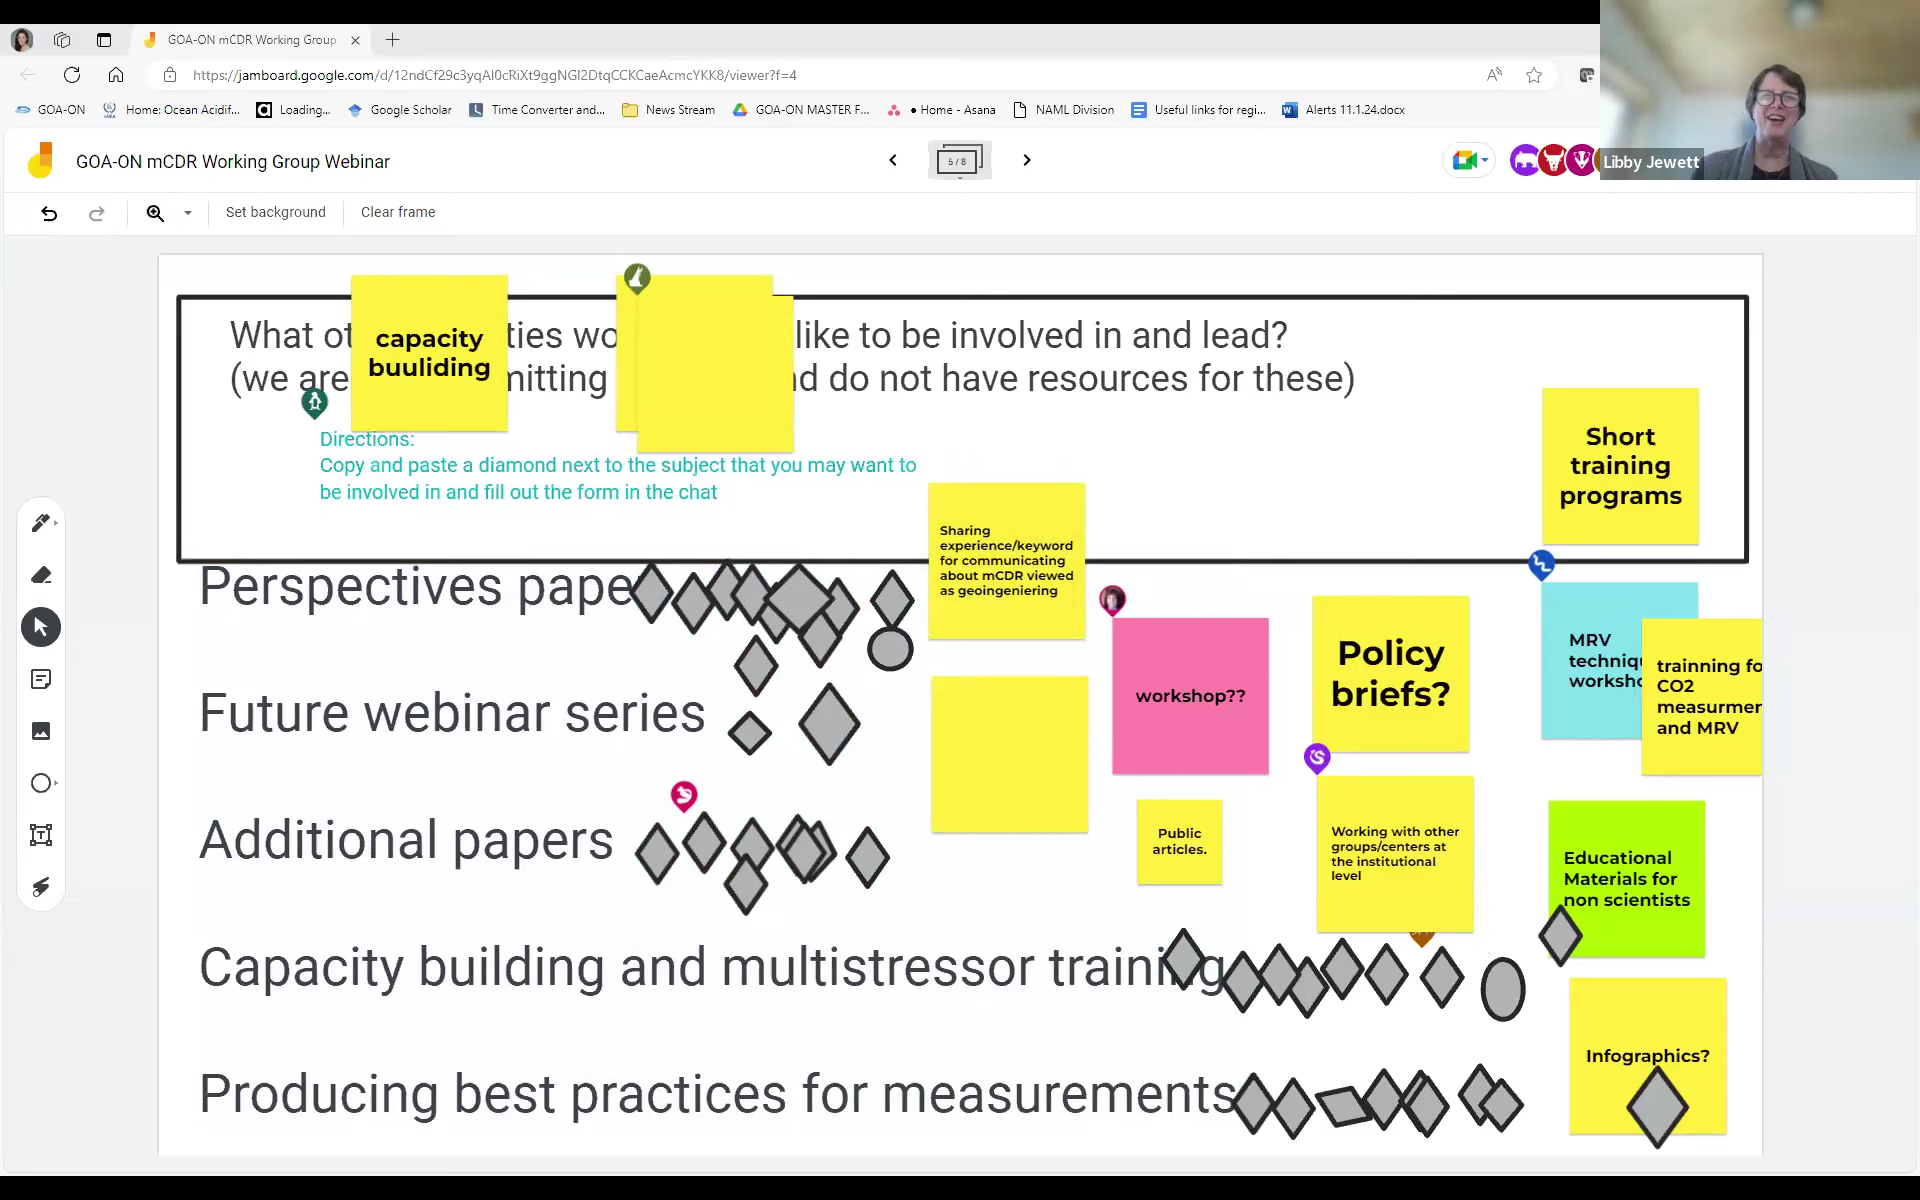 GOA-ON mCDR Working Group
https://jamboard.google.com/d/12ndCf29c3yqAl0cRiXt9ggNGl2DtqCCKCaeAcmcYKK8/viewer?f=4
GOA-ON
Home: Ocean Acidif...
Loading...
Google Scholar
Time Converter and...
News Stream
GOA-ON MASTER F...
• Home - Asana
NAML Division
Useful links for regi...
Alerts 11.1.24.docx
GOA-ON mCDR Working Group Webinar
5 / 8
Libby Jewett
Set background
Clear frame
What ot
ties wo
like to be involved in and lead?
(we are
mitting
nd do not have resources for these)
capacity
buuliding
Directions:
Copy and paste a diamond next to the subject that you may want to
be involved in and fill out the form in the chat
Short
training
programs
Sharing
experience/keyword
for communicating
about mCDR viewed
as geoingeniering
Perspectives pape
workshop??
Policy
briefs?
MRV
techniqu
worksho
trainning fo
CO2
measurmer
and MRV
Future webinar series
Additional papers
Public
articles.
Working with other
groups/centers at
the institutional
level
Educational
Materials for
non scientists
Capacity building and multistressor training
Infographics?
Producing best practices for measurements